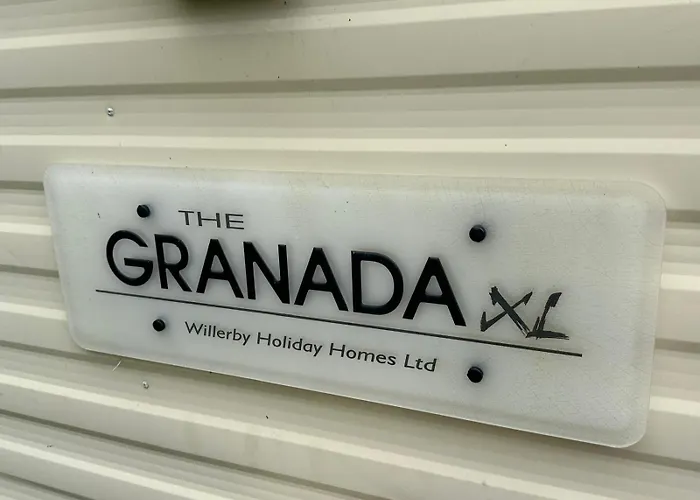 THE
GRANADA XL
Willerby Holiday Homes Ltd